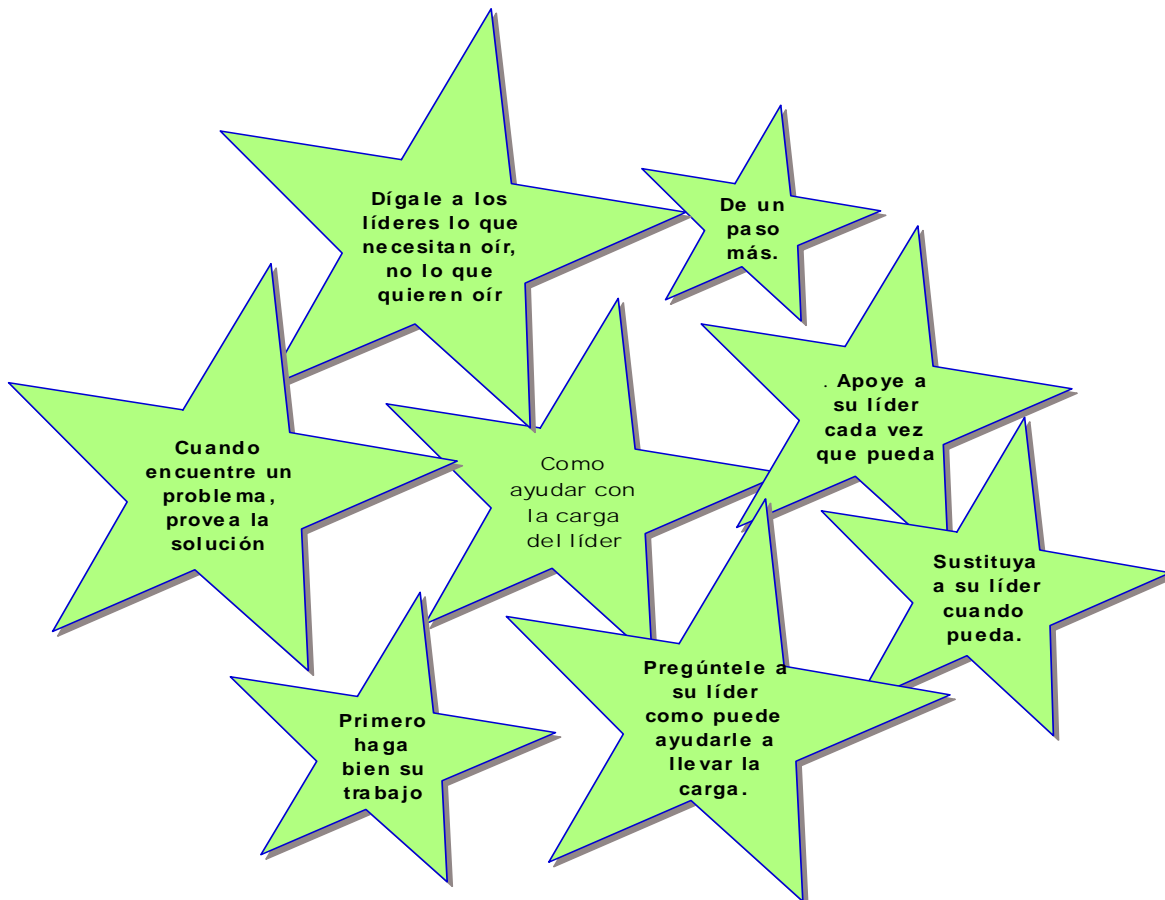 Dígale a los
líderes lo que
necesitan oír,
no lo que
quieren oír
De un
paso
más.
. Apoye a
su líder
cada vez
que pueda
Cuando
encuentre un
problema,
provea la
solución
Como
ayudar con
la carga
del líder
Sustituya
a su líder
cuando
pueda.
Pregúntele a
su líder
como puede
ayudarle a
llevar la
carga.
Primero
haga
bien su
trabajo